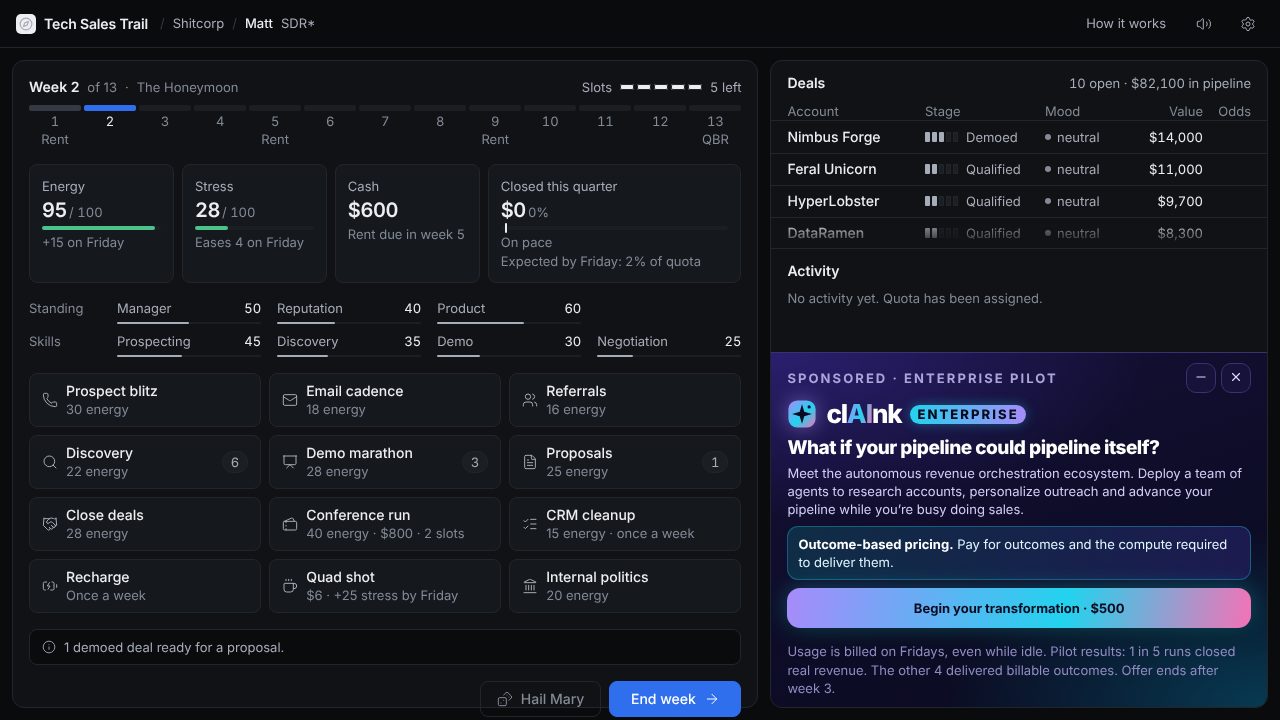 Tech Sales Trail / Shitcorp / Matt SDR*
How it works
Week 2 of 13 · The Honeymoon
Slots 5 left
1 2 3 4 5 6 7 8 9 10 11 12 13
Rent Rent Rent QBR
Energy
95 / 100
+15 on Friday
Stress
28 / 100
Eases 4 on Friday
Cash
$600
Rent due in week 5
Closed this quarter
$0 0%
On pace
Expected by Friday: 2% of quota
Standing Manager 50 Reputation 40 Product 60
Skills Prospecting 45 Discovery 35 Demo 30 Negotiation 25
Prospect blitz
30 energy
Email cadence
18 energy
Referrals
16 energy
Discovery
22 energy
6
Demo marathon
28 energy
3
Proposals
25 energy
1
Close deals
28 energy
Conference run
40 energy · $800 · 2 slots
CRM cleanup
15 energy · once a week
Recharge
Once a week
Quad shot
$6 · +25 stress by Friday
Internal politics
20 energy
1 demoed deal ready for a proposal.
Hail Mary
End week
Deals
10 open · $82,100 in pipeline
Account Stage Mood Value Odds
Nimbus Forge Demoed neutral $14,000
Feral Unicorn Qualified neutral $11,000
HyperLobster Qualified neutral $9,700
DataRamen Qualified neutral $8,300
Activity
No activity yet. Quota has been assigned.
SPONSORED · ENTERPRISE PILOT
clAInk ENTERPRISE
What if your pipeline could pipeline itself?
Meet the autonomous revenue orchestration ecosystem. Deploy a team of
agents to research accounts, personalize outreach and advance your
pipeline while you're busy doing sales.
Outcome-based pricing. Pay for outcomes and the compute required
to deliver them.
Begin your transformation · $500
Usage is billed on Fridays, even while idle. Pilot results: 1 in 5 runs closed
real revenue. The other 4 delivered billable outcomes. Offer ends after
week 3.